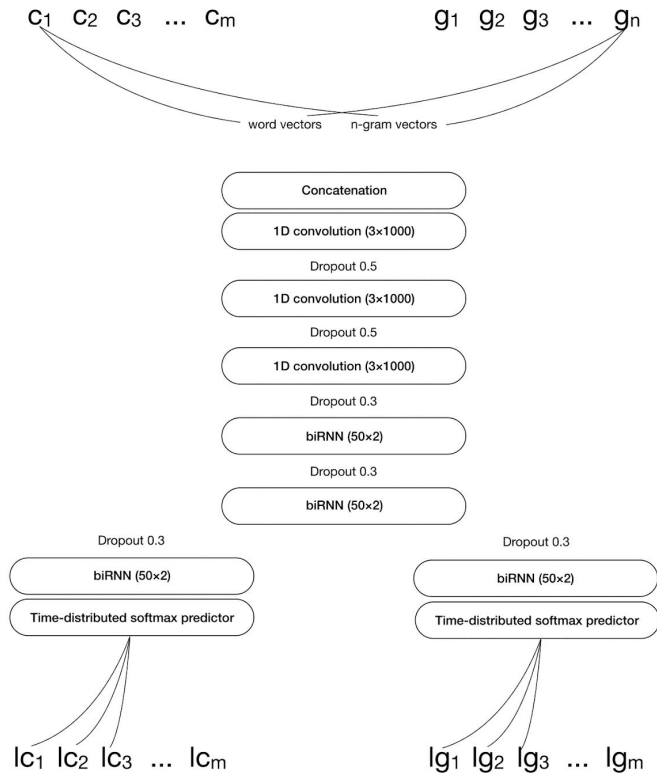 c₁ c₂ c₃ ... cₘ g₁ g₂ g₃ ... gₙ
word vectors n-gram vectors
Concatenation
1D convolution (3×1000)
Dropout 0.5
1D convolution (3×1000)
Dropout 0.5
1D convolution (3×1000)
Dropout 0.3
biRNN (50×2)
Dropout 0.3
biRNN (50×2)
Dropout 0.3 Dropout 0.3
biRNN (50×2) biRNN (50×2)
Time-distributed softmax predictor Time-distributed softmax predictor
lc₁ lc₂ lc₃ ... lcₘ lg₁ lg₂ lg₃ ... lgₘ